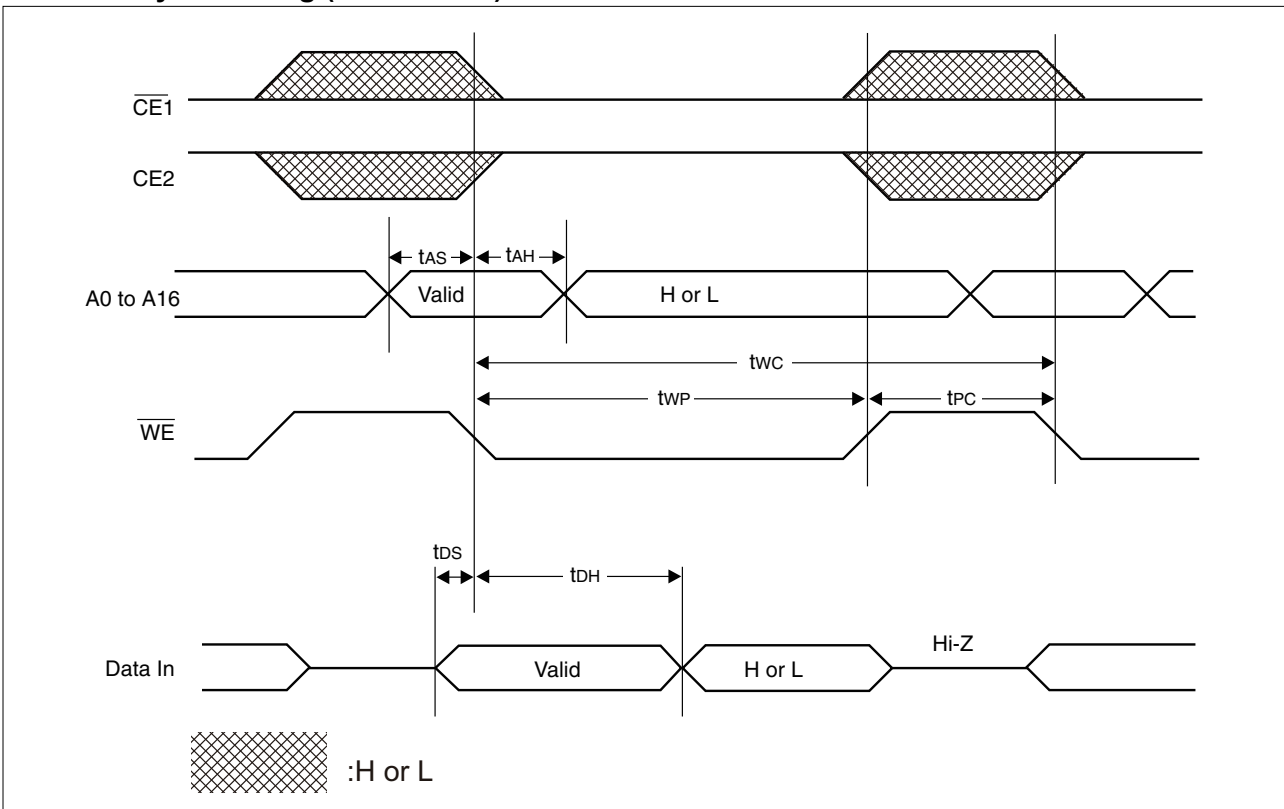 CE1
CE2
tAS
tAH
A0 to A16
Valid
H or L
tWC
tWP
tPC
WE
tDS
tDH
Data In
Valid
H or L
Hi-Z
:H or L